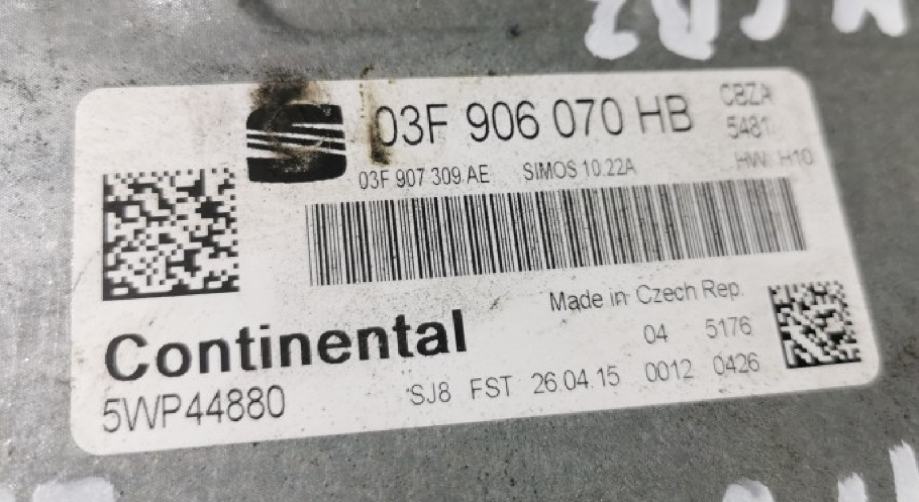 03F 906 070 HB
CBZA
5481
03F 907 309 AE SIMOS 10.22A HW: H10
Made in Czech Rep.
Continental
04 5176
5WP44880
SJ8 FST 26.04.15 0012 0426